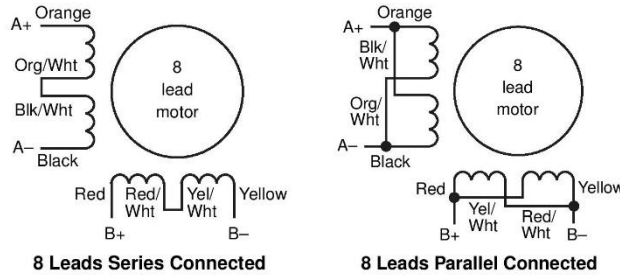 Orange
A+
Org/Wht
Blk/Wht
A–
Black
8
lead
motor
Red
Red/
Wht
Yel/
Wht
Yellow
B+
B–
8 Leads Series Connected
Orange
A+
Blk/
Wht
Org/
Wht
A–
Black
8
lead
motor
Red
Yel/
Wht
Red/
Wht
Yellow
B+
B–
8 Leads Parallel Connected